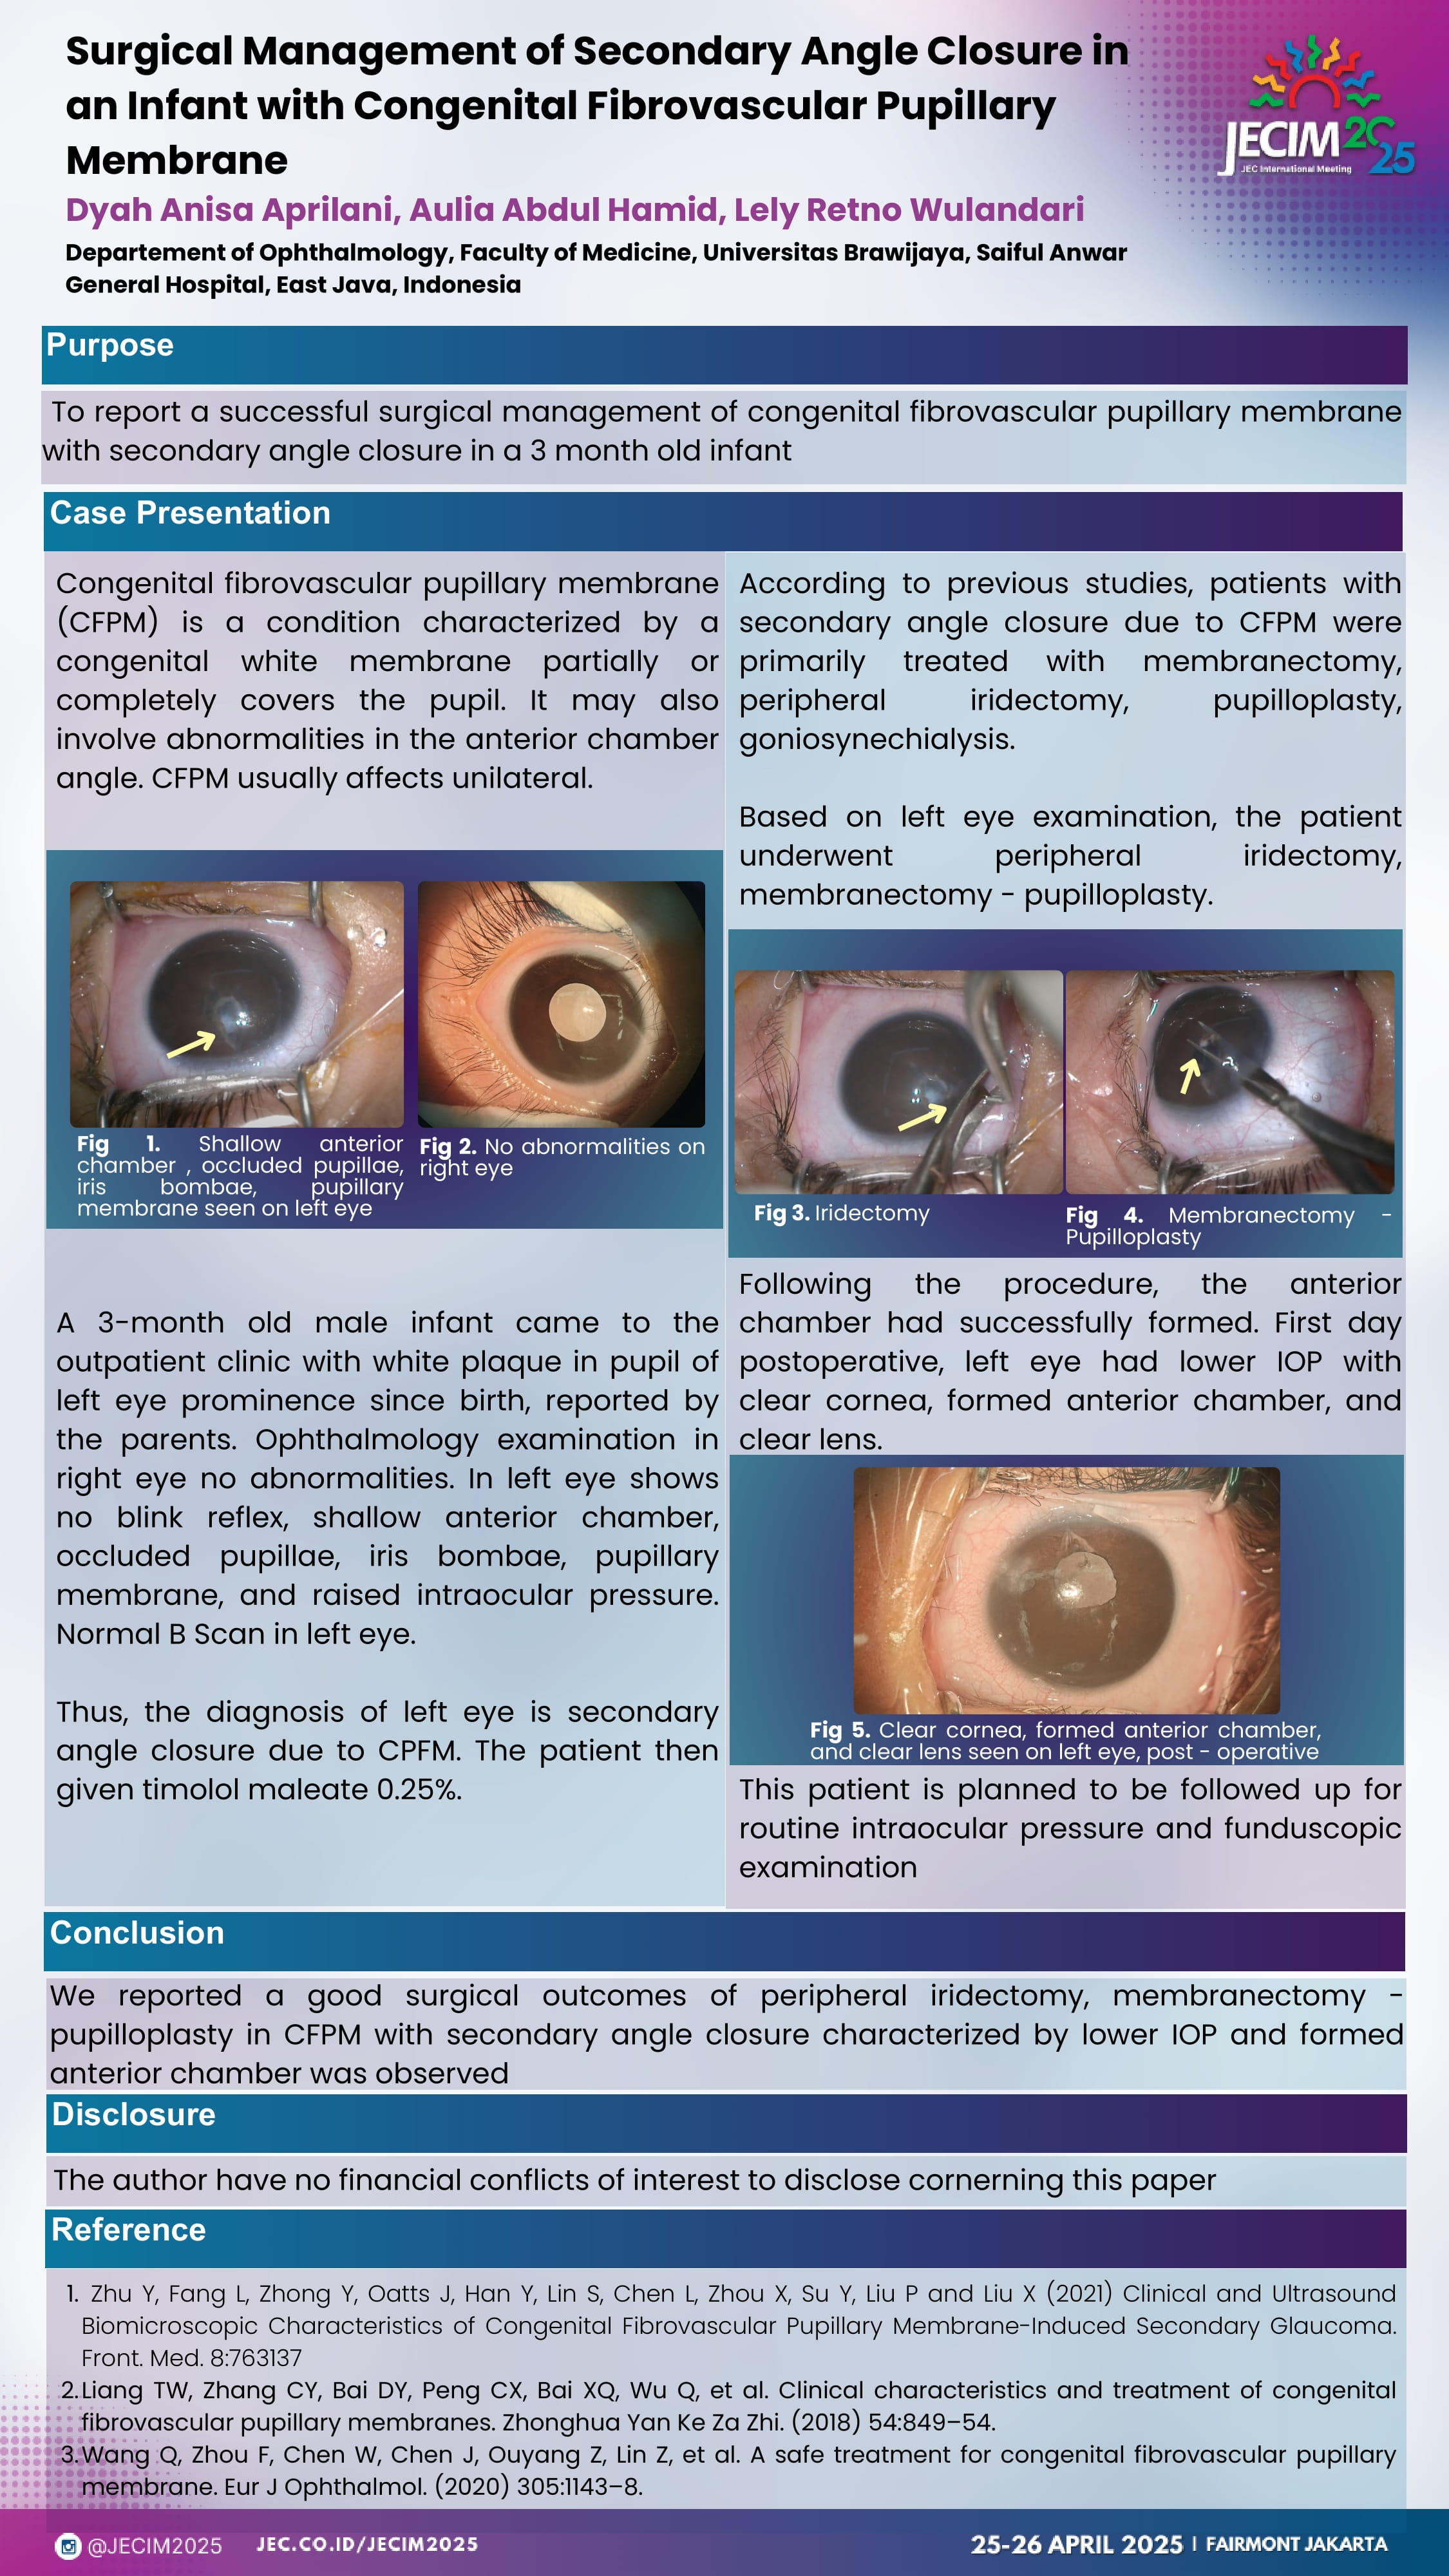 Surgical Management of Secondary Angle Closure in
an Infant with Congenital Fibrovascular Pupillary
Membrane
Dyah Anisa Aprilani, Aulia Abdul Hamid, Lely Retno Wulandari
Departement of Ophthalmology, Faculty of Medicine, Universitas Brawijaya, Saiful Anwar
General Hospital, East Java, Indonesia
JECIM 2025
JEC International Meeting
Purpose
To report a successful surgical management of congenital fibrovascular pupillary membrane
with secondary angle closure in a 3 month old infant
Case Presentation
Congenital fibrovascular pupillary membrane
(CFPM) is a condition characterized by a
congenital white membrane partially or
completely covers the pupil. It may also
involve abnormalities in the anterior chamber
angle. CFPM usually affects unilateral.
Fig 1. Shallow anterior
chamber , occluded pupillae,
iris bombae, pupillary
membrane seen on left eye
Fig 2. No abnormalities on
right eye
A 3-month old male infant came to the
outpatient clinic with white plaque in pupil of
left eye prominence since birth, reported by
the parents. Ophthalmology examination in
right eye no abnormalities. In left eye shows
no blink reflex, shallow anterior chamber,
occluded pupillae, iris bombae, pupillary
membrane, and raised intraocular pressure.
Normal B Scan in left eye.
Thus, the diagnosis of left eye is secondary
angle closure due to CPFM. The patient then
given timolol maleate 0.25%.
According to previous studies, patients with
secondary angle closure due to CFPM were
primarily treated with membranectomy,
peripheral iridectomy, pupilloplasty,
goniosynechialysis.
Based on left eye examination, the patient
underwent peripheral iridectomy,
membranectomy - pupilloplasty.
Fig 3. Iridectomy
Fig 4. Membranectomy -
Pupilloplasty
Following the procedure, the anterior
chamber had successfully formed. First day
postoperative, left eye had lower IOP with
clear cornea, formed anterior chamber, and
clear lens.
Fig 5. Clear cornea, formed anterior chamber,
and clear lens seen on left eye, post - operative
This patient is planned to be followed up for
routine intraocular pressure and funduscopic
examination
Conclusion
We reported a good surgical outcomes of peripheral iridectomy, membranectomy -
pupilloplasty in CFPM with secondary angle closure characterized by lower IOP and formed
anterior chamber was observed
Disclosure
The author have no financial conflicts of interest to disclose cornerning this paper
Reference
1. Zhu Y, Fang L, Zhong Y, Oatts J, Han Y, Lin S, Chen L, Zhou X, Su Y, Liu P and Liu X (2021) Clinical and Ultrasound
Biomicroscopic Characteristics of Congenital Fibrovascular Pupillary Membrane-Induced Secondary Glaucoma.
Front. Med. 8:763137
2. Liang TW, Zhang CY, Bai DY, Peng CX, Bai XQ, Wu Q, et al. Clinical characteristics and treatment of congenital
fibrovascular pupillary membranes. Zhonghua Yan Ke Za Zhi. (2018) 54:849–54.
3. Wang Q, Zhou F, Chen W, Chen J, Ouyang Z, Lin Z, et al. A safe treatment for congenital fibrovascular pupillary
membrane. Eur J Ophthalmol. (2020) 305:1143–8.
@JECIM2025 JEC.CO.ID/JECIM2025 25-26 APRIL 2025 | FAIRMONT JAKARTA